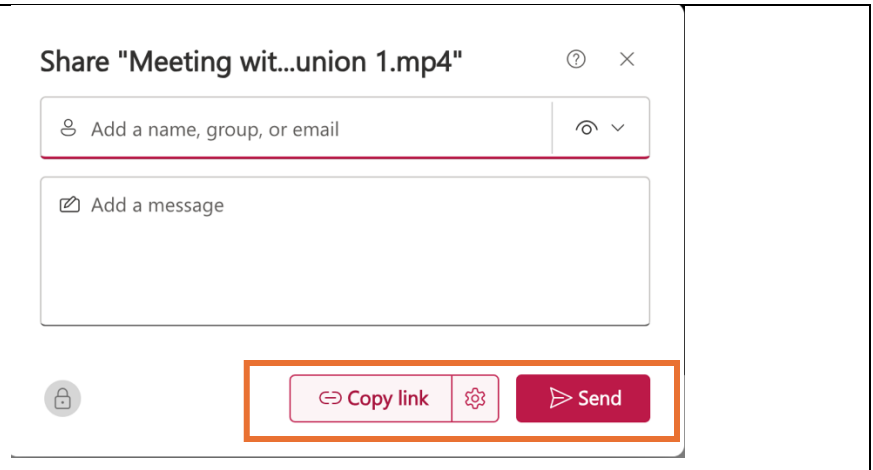 Share "Meeting wit...union 1.mp4"
Add a name, group, or email
Add a message
Copy link
Send